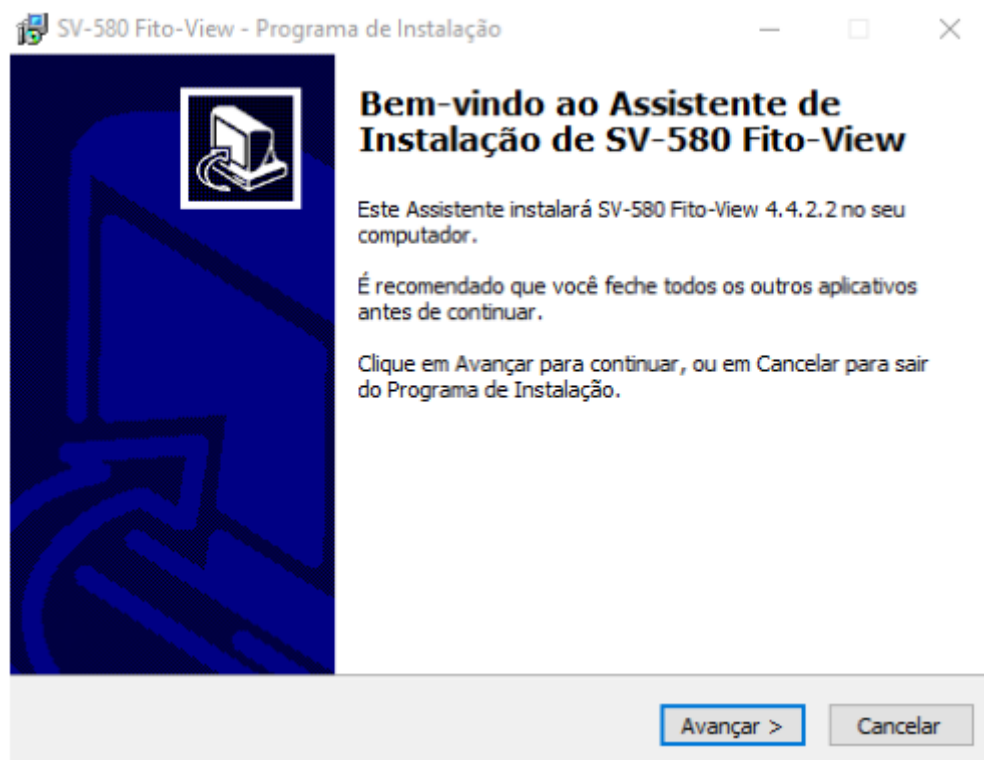 SV-580 Fito-View - Programa de Instalação
Bem-vindo ao Assistente de
Instalação de SV-580 Fito-View
Este Assistente instalará SV-580 Fito-View 4.4.2.2 no seu
computador.
É recomendado que você feche todos os outros aplicativos
antes de continuar.
Clique em Avançar para continuar, ou em Cancelar para sair
do Programa de Instalação.
Avançar >
Cancelar